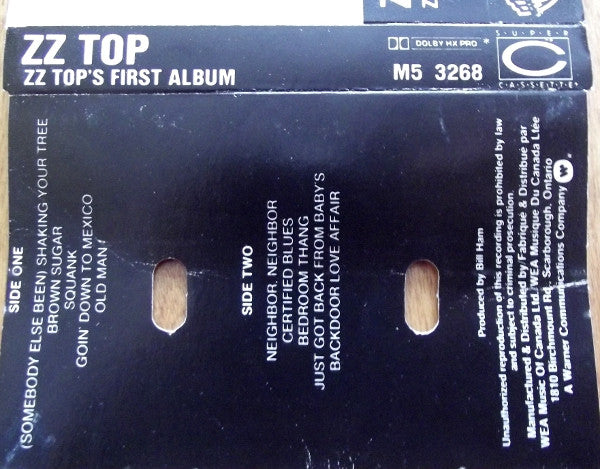 ZZ TOP
ZZ TOP'S FIRST ALBUM
DOLBY HX PRO *
M5 3268
SUPER
C
CASSETTE
SIDE ONE
(SOMEBODY ELSE BEEN) SHAKING YOUR TREE
BROWN SUGAR
SQUANK
GOIN' DOWN TO MEXICO
OLD MAN
SIDE TWO
NEIGHBOR, NEIGHBOR
CERTIFIED BLUES
BEDROOM THANG
JUST GOT BACK FROM BABY'S
BACKDOOR LOVE AFFAIR
Produced by Bill Ham
Unauthorized reproduction of this recording is prohibited by law
and subject to criminal prosecution.
Manufactured & Distributed by/Fabriqué & Distribué par
WEA Music Of Canada Ltd./WEA Musique Du Canada Ltée
1810 Birchmount Rd., Scarborough, Ontario
A Warner Communications Company